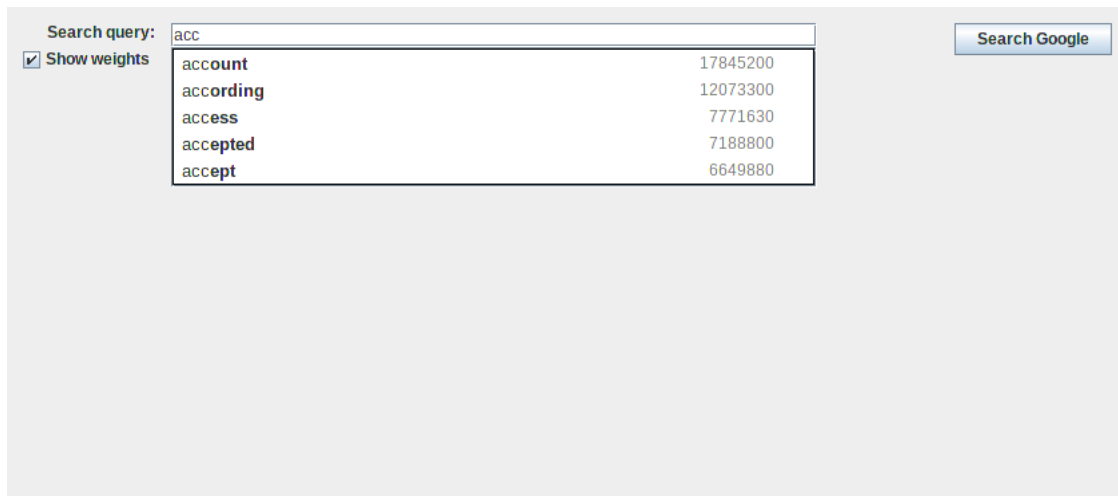 Search query: acc Search Google
Show weights
account 17845200
according 12073300
access 7771630
accepted 7188800
accept 6649880